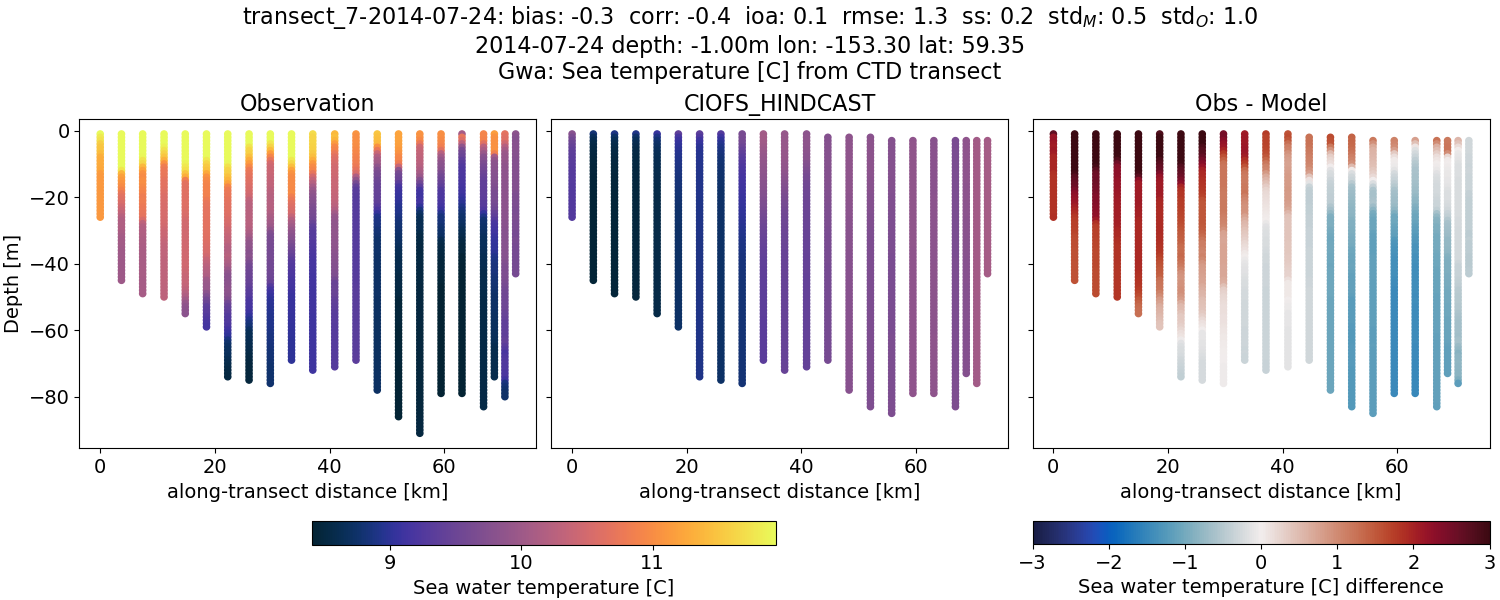 transect_7-2014-07-24: bias: -0.3 corr: -0.4 ioa: 0.1 rmse: 1.3 ss: 0.2 std_M: 0.5 std_O: 1.0
2014-07-24 depth: -1.00m lon: -153.30 lat: 59.35
Gwa: Sea temperature [C] from CTD transect
Observation
CIOFS_HINDCAST
Obs - Model
Depth [m]
0
−20
−40
−60
−80
0 20 40 60
along-transect distance [km]
0 20 40 60
along-transect distance [km]
0 20 40 60
along-transect distance [km]
9 10 11
Sea water temperature [C]
−3 −2 −1 0 1 2 3
Sea water temperature [C] difference